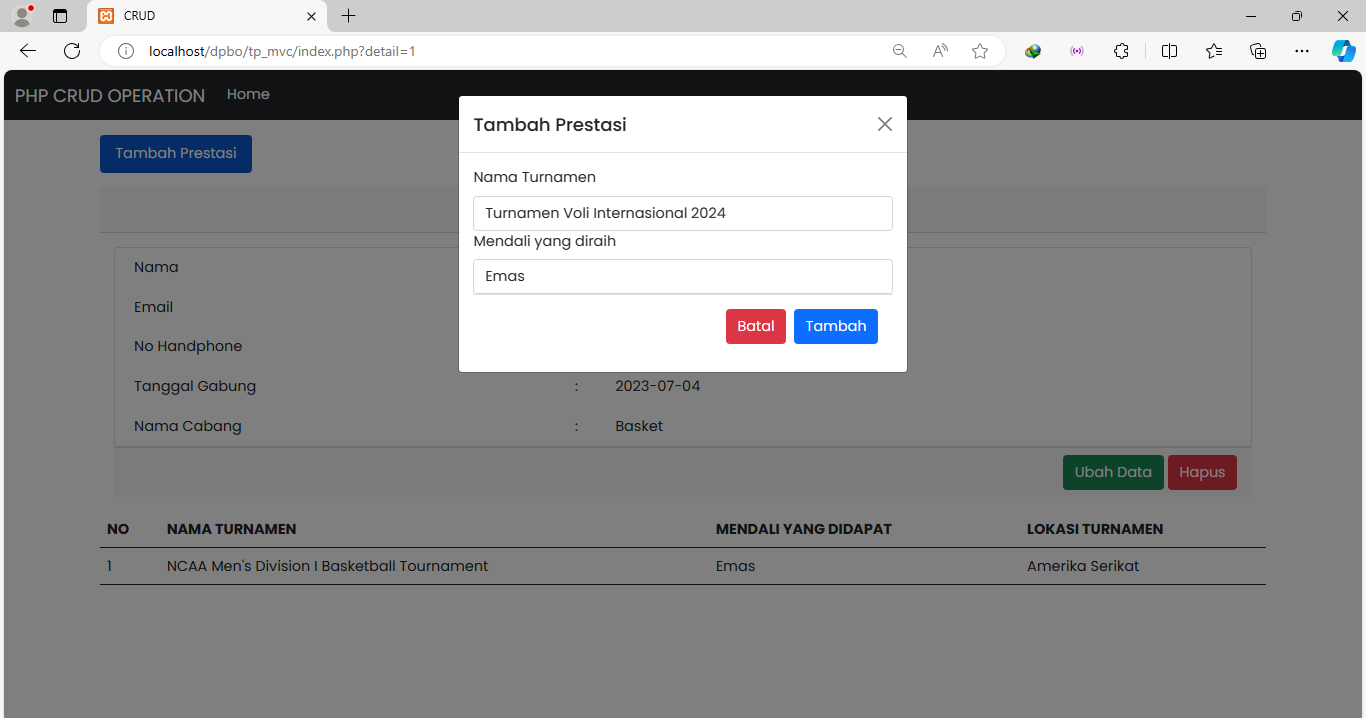 CRUD
localhost/dpbo/tp_mvc/index.php?detail=1
PHP CRUD OPERATION Home
Tambah Prestasi
Tambah Prestasi
Nama Turnamen
Turnamen Voli Internasional 2024
Mendali yang diraih
Emas
Batal Tambah
Nama
Email
No Handphone
Tanggal Gabung : 2023-07-04
Nama Cabang : Basket
Ubah Data Hapus
NO NAMA TURNAMEN MENDALI YANG DIDAPAT LOKASI TURNAMEN
1 NCAA Men's Division I Basketball Tournament Emas Amerika Serikat